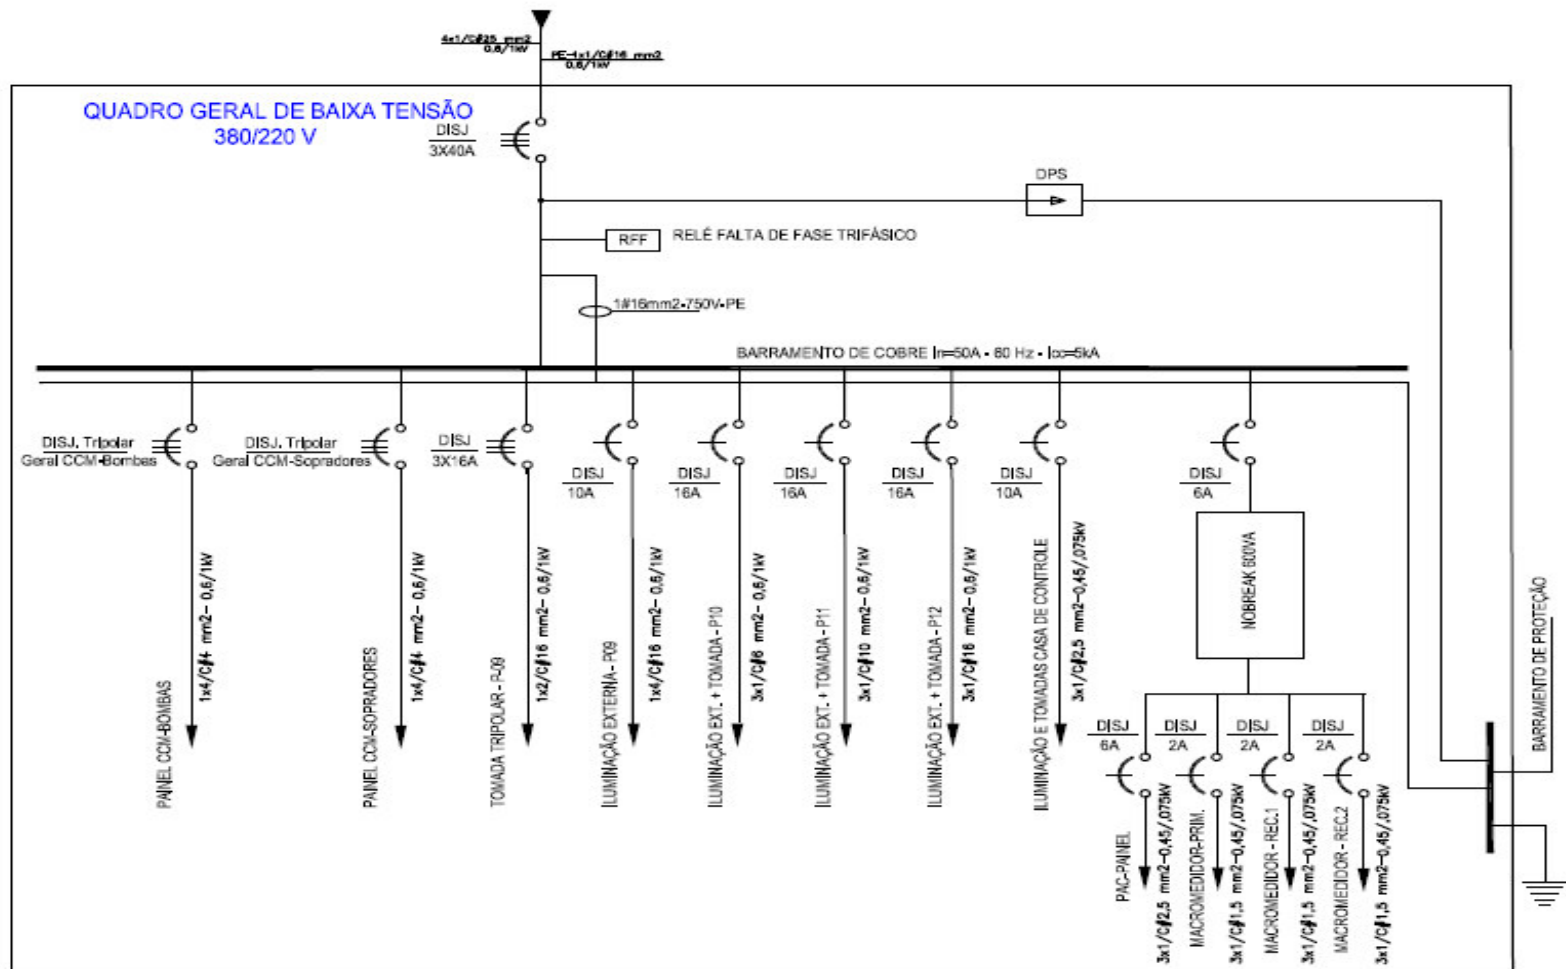 4x1/C#25 mm2
0,6/1kV
PE-1x1/C#16 mm2
0,6/1kV
QUADRO GERAL DE BAIXA TENSÃO
380/220 V
DISJ
3X40A
DPS
RFF
RELÉ FALTA DE FASE TRIFÁSICO
1#16mm2-750V-PE
BARRAMENTO DE COBRE In=50A - 60 Hz - Icc=5kA
DISJ. Tripolar
Geral CCM-Bombas
DISJ. Tripolar
Geral CCM-Sopradores
DISJ
3X16A
DISJ
10A
DISJ
16A
DISJ
16A
DISJ
16A
DISJ
10A
DISJ
6A
PAINEL CCM-BOMBAS
1x4/C#4 mm2- 0,6/1kV
PAINEL CCM-SOPRADORES
1x4/C#4 mm2- 0,6/1kV
TOMADA TRIPOLAR - P-09
1x2/C#16 mm2- 0,6/1kV
ILUMINAÇÃO EXTERNA - P09
1x4/C#16 mm2- 0,6/1kV
ILUMINAÇÃO EXT. + TOMADA - P10
3x1/C#6 mm2- 0,6/1kV
ILUMINAÇÃO EXT. + TOMADA - P11
3x1/C#10 mm2- 0,6/1kV
ILUMINAÇÃO EXT. + TOMADA - P12
3x1/C#16 mm2- 0,6/1kV
ILUMINAÇÃO E TOMADAS CASA DE CONTROLE
3x1/C#2,5 mm2-0,45/,075kV
NOBREAK 600VA
DISJ
6A
DISJ
2A
DISJ
2A
DISJ
2A
PAC-PAINEL
3x1/C#2,5 mm2-0,45/,075kV
MACROMEDIDOR-PRIM.
3x1/C#1,5 mm2-0,45/,075kV
MACROMEDIDOR - REC.1
3x1/C#1,5 mm2-0,45/,075kV
MACROMEDIDOR - REC.2
3x1/C#1,5 mm2-0,45/,075kV
BARRAMENTO DE PROTEÇÃO